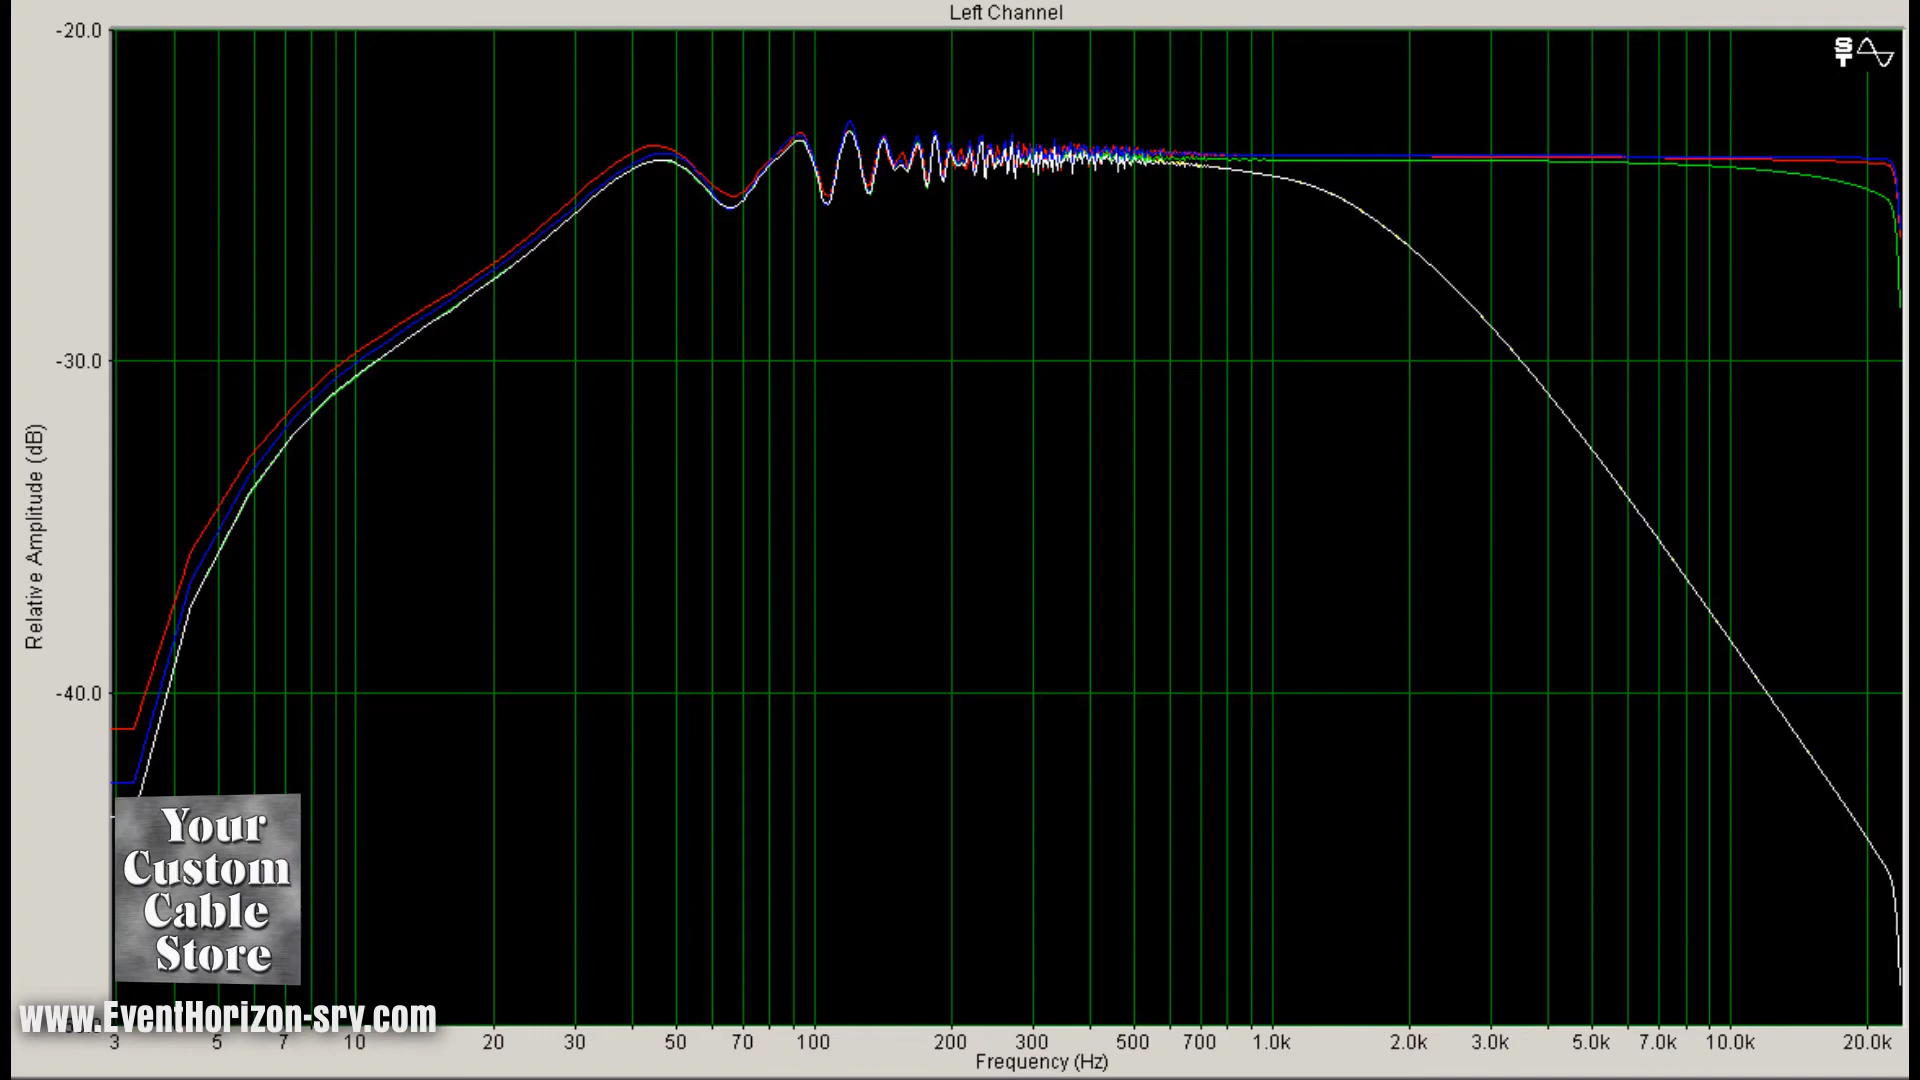 Left Channel
S
T
-20.0
-30.0
-40.0
Relative Amplitude (dB)
Your
Custom
Cable
Store
www.EventHorizon-srv.com
3 5 7 10 20 30 50 70 100 200 300 500 700 1.0k 2.0k 3.0k 5.0k 7.0k 10.0k 20.0k
Frequency (Hz)